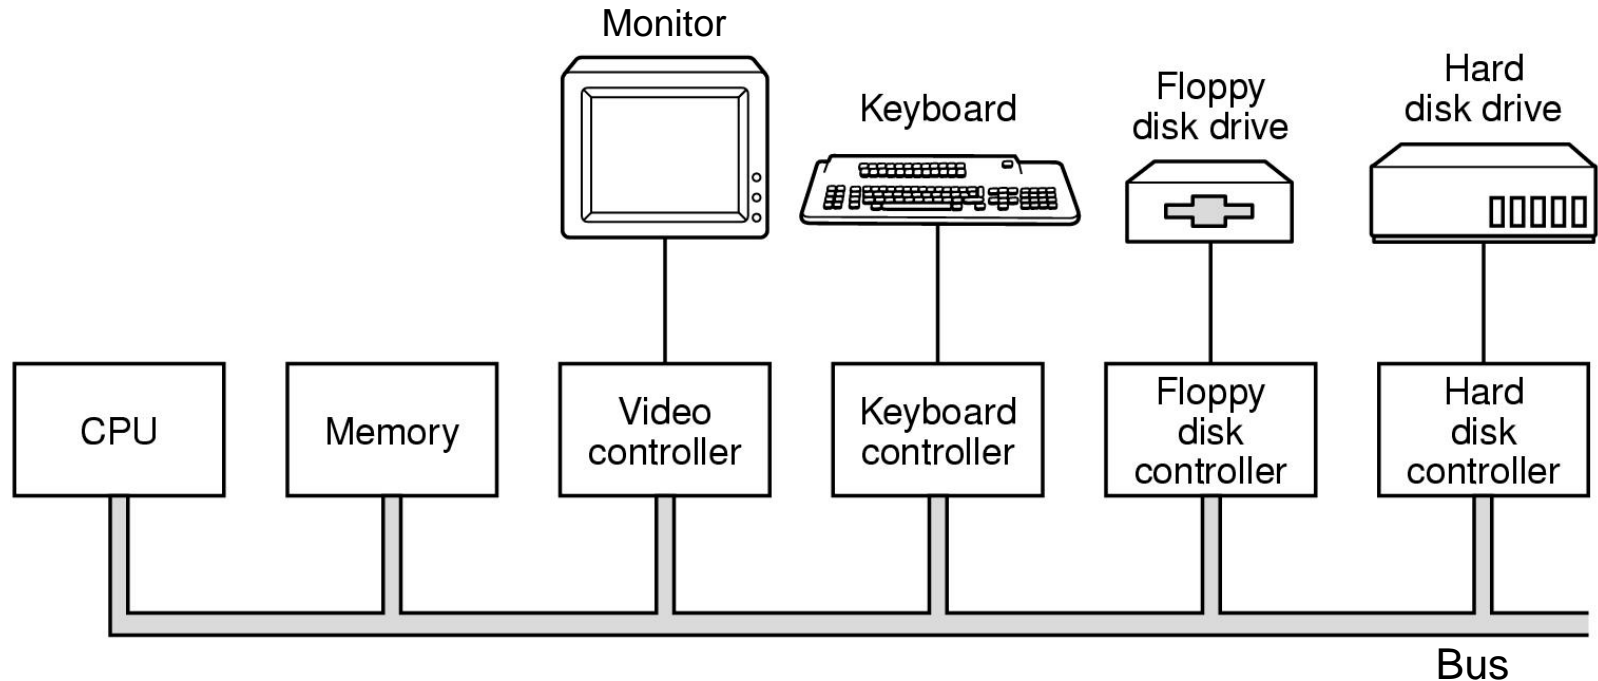 Monitor
Keyboard
Floppy
disk drive
Hard
disk drive
CPU
Memory
Video
controller
Keyboard
controller
Floppy
disk
controller
Hard
disk
controller
Bus